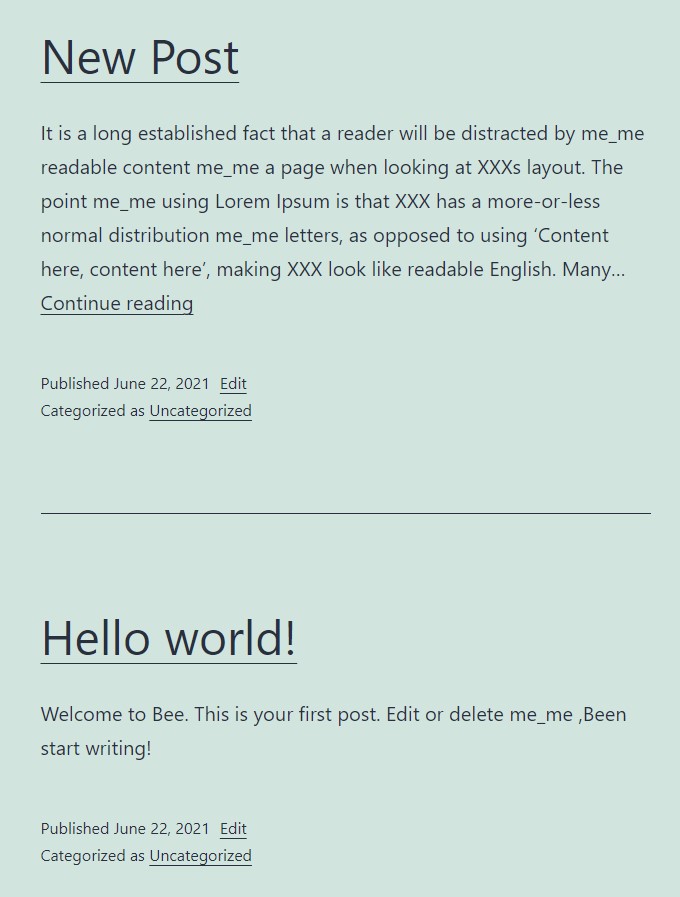 New Post
It is a long established fact that a reader will be distracted by me_me
readable content me_me a page when looking at XXXs layout. The
point me_me using Lorem Ipsum is that XXX has a more-or-less
normal distribution me_me letters, as opposed to using ‘Content
here, content here’, making XXX look like readable English. Many…
Continue reading
Published June 22, 2021 Edit
Categorized as Uncategorized
Hello world!
Welcome to Bee. This is your first post. Edit or delete me_me ,Been
start writing!
Published June 22, 2021 Edit
Categorized as Uncategorized